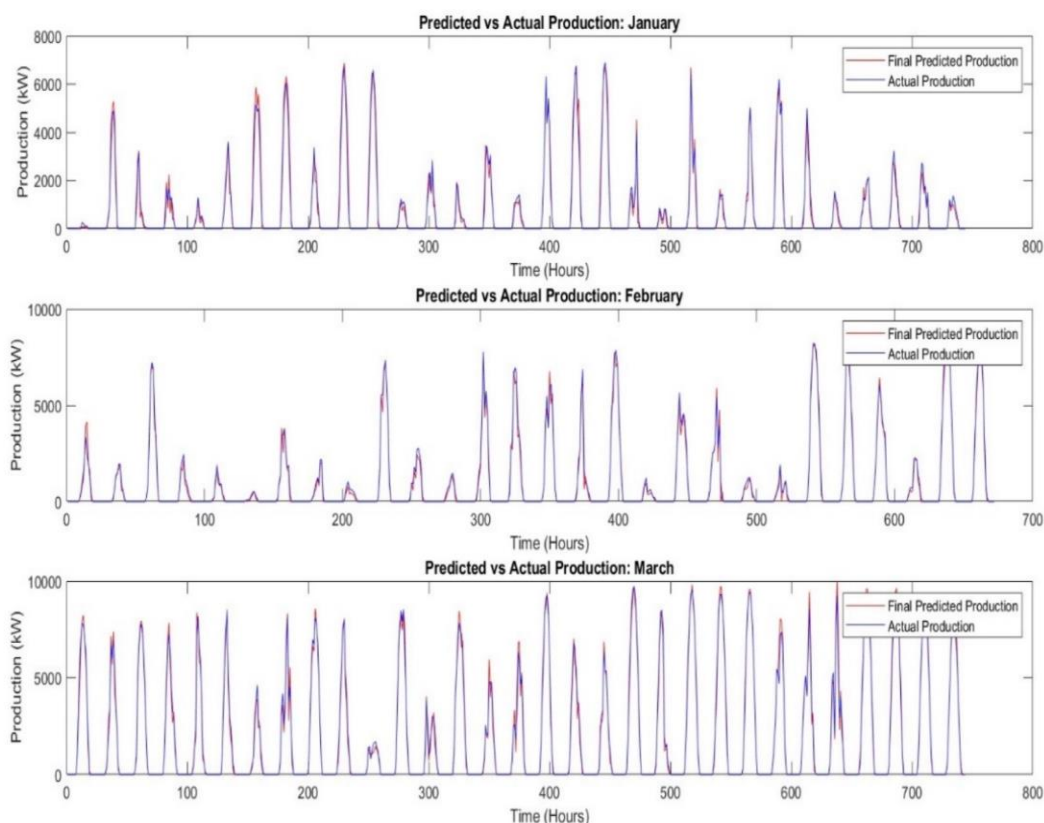 Predicted vs Actual Production: January
8000
6000
4000
2000
0
Production (kW)
Final Predicted Production
Actual Production
0 100 200 300 400 500 600 700 800
Time (Hours)
Predicted vs Actual Production: February
10000
5000
0
Production (kW)
Final Predicted Production
Actual Production
0 100 200 300 400 500 600 700
Time (Hours)
Predicted vs Actual Production: March
10000
5000
0
Production (kW)
Final Predicted Production
Actual Production
0 100 200 300 400 500 600 700 800
Time (Hours)